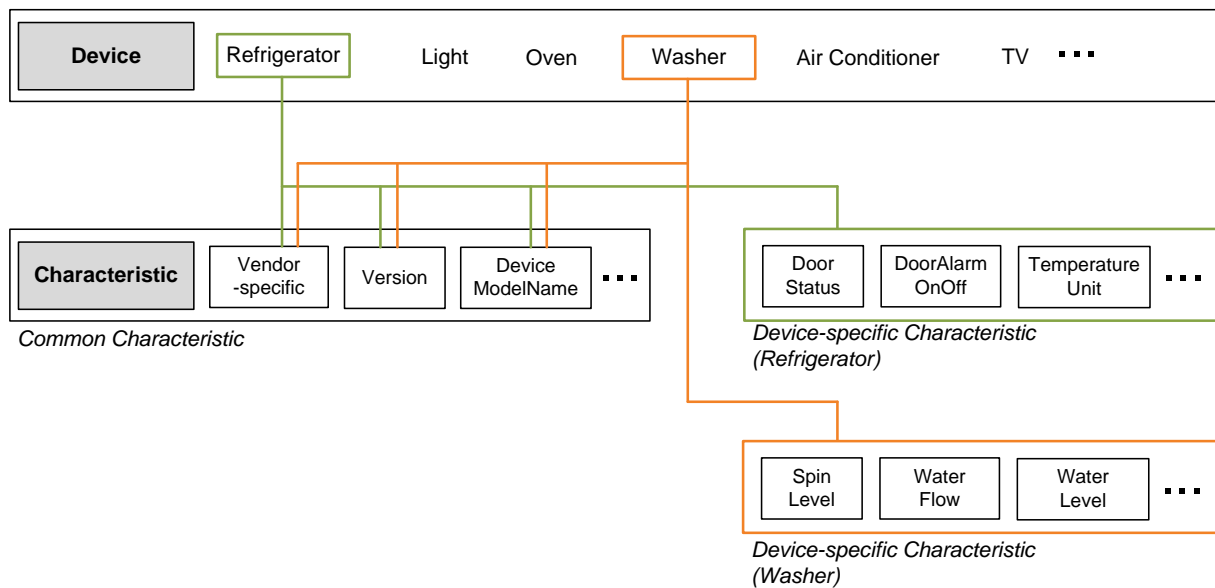 Device Refrigerator Light Oven Washer Air Conditioner TV ...
Characteristic
Vendor
-specific
Version
Device
ModelName
...
Common Characteristic
Door
Status
DoorAlarm
OnOff
Temperature
Unit
...
Device-specific Characteristic
(Refrigerator)
Spin
Level
Water
Flow
Water
Level
...
Device-specific Characteristic
(Washer)